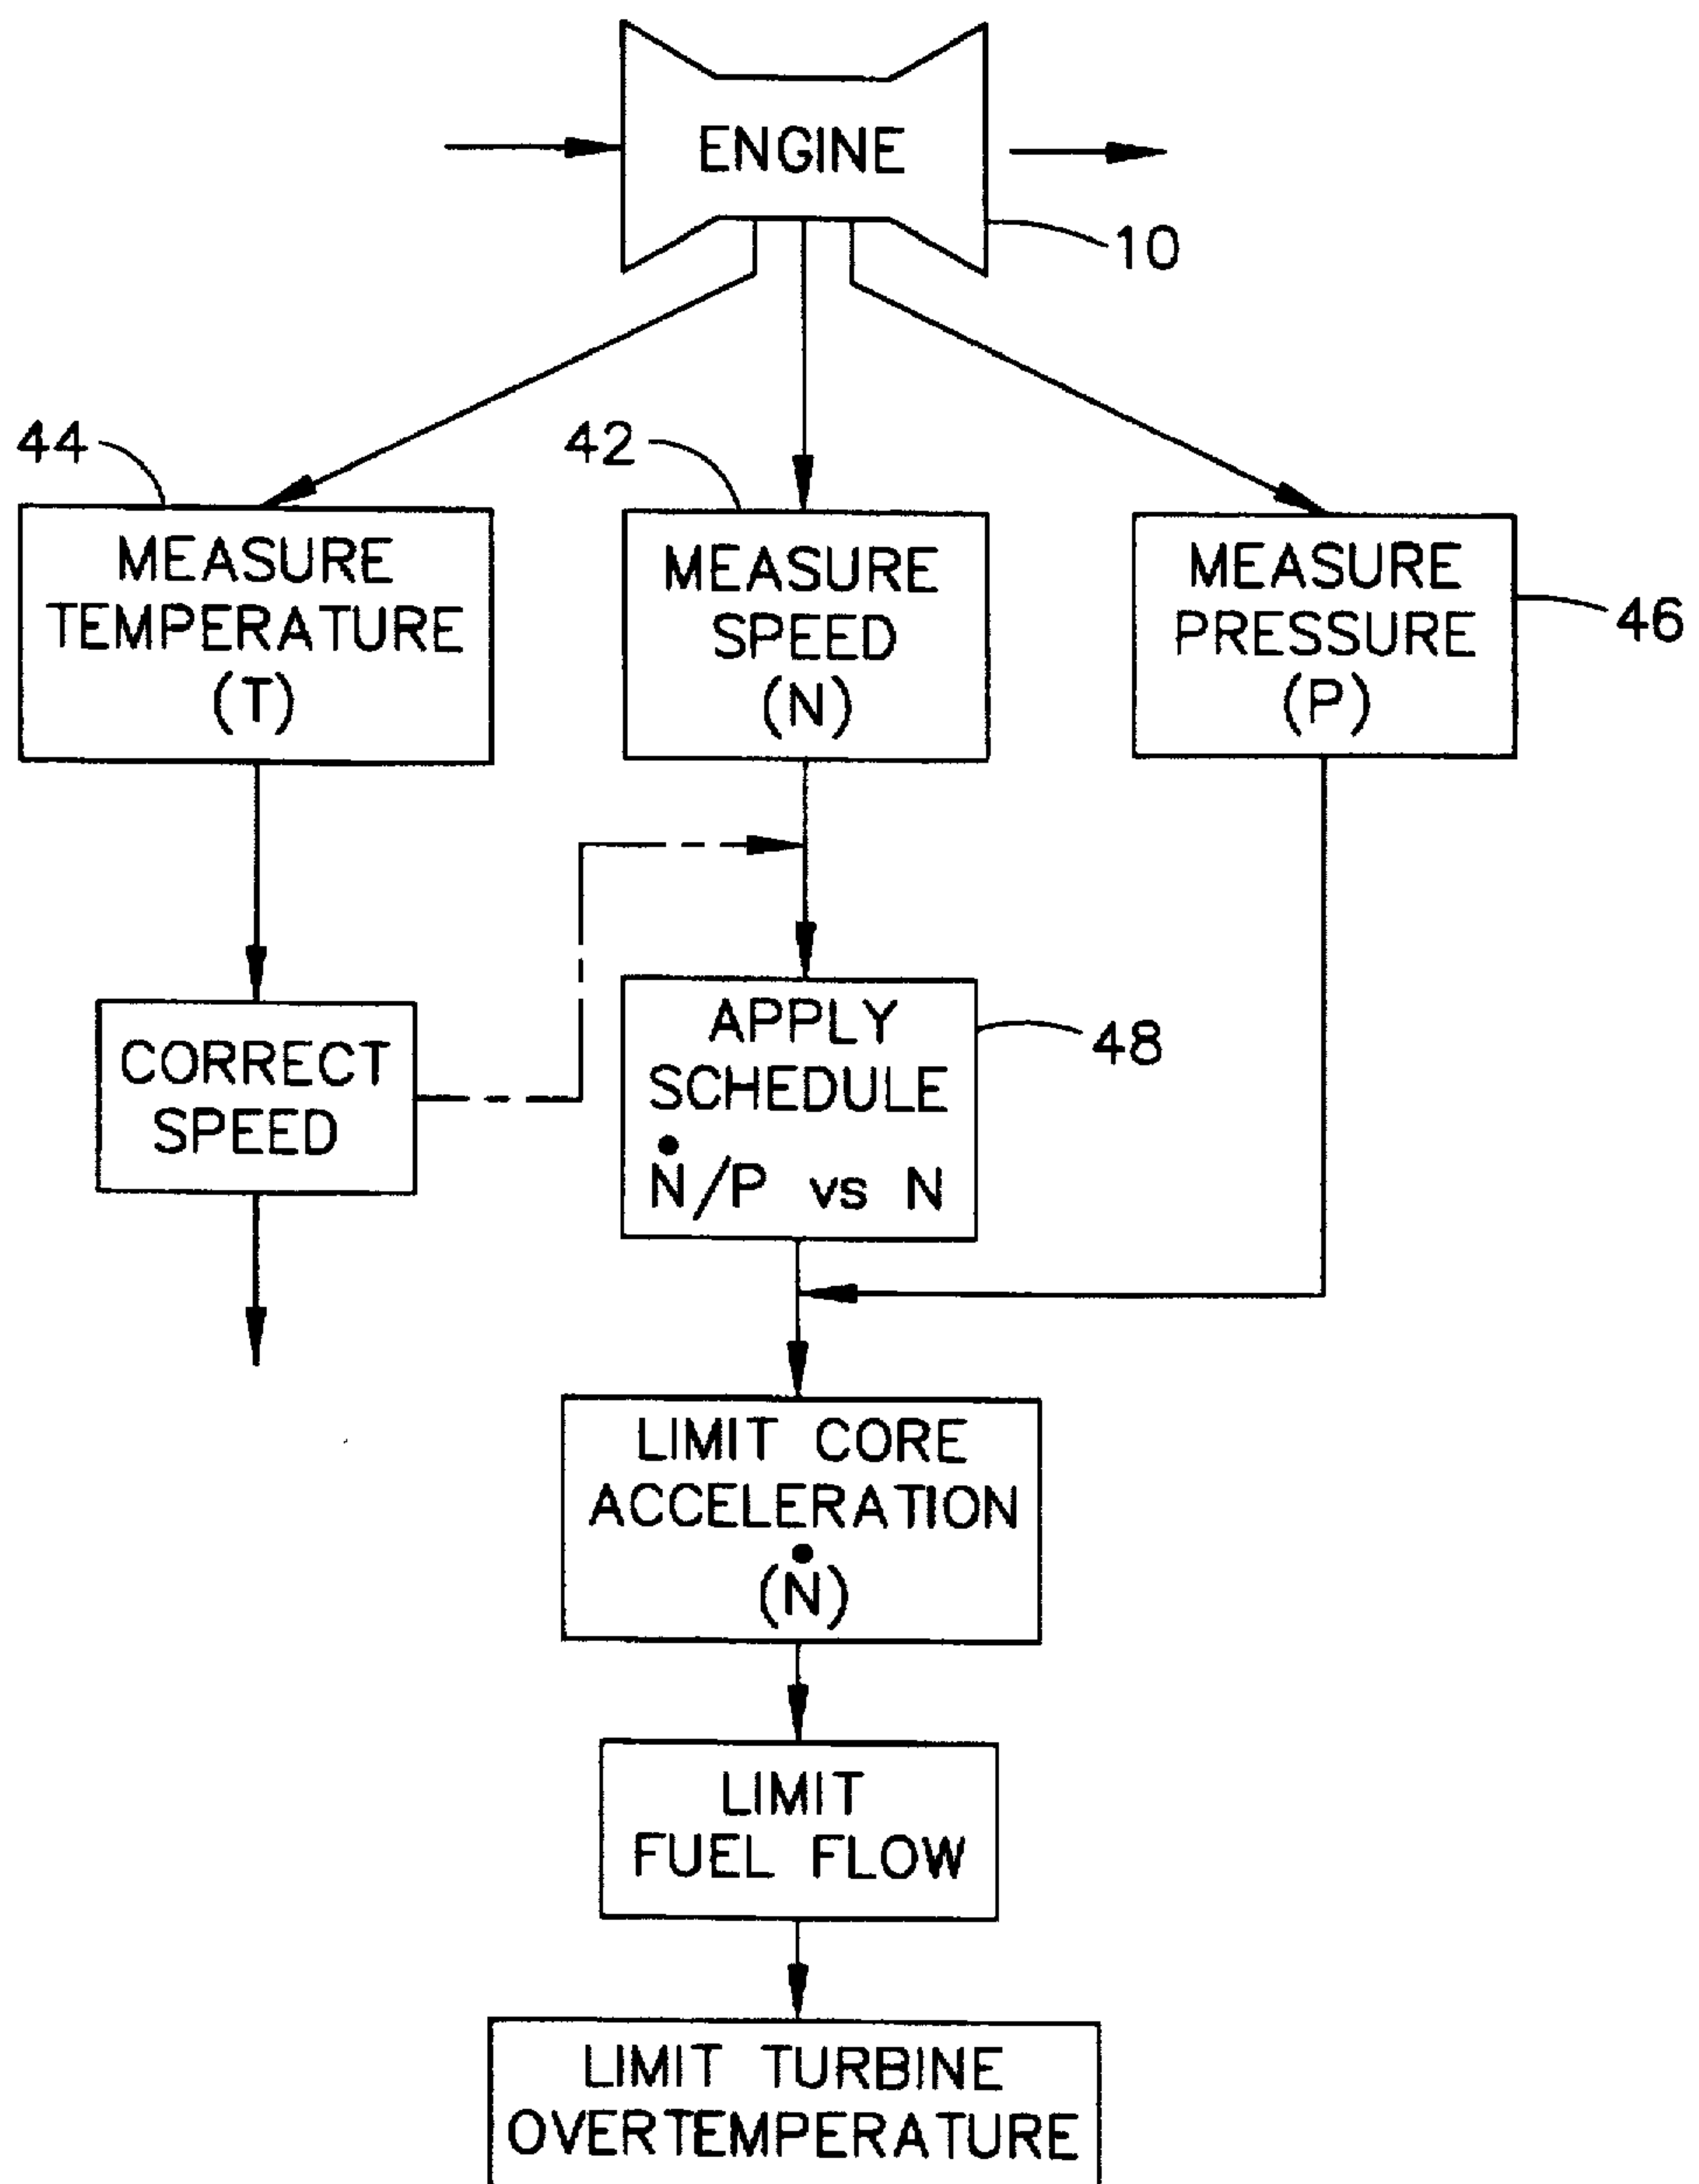 ENGINE
10
44
42
MEASURE
TEMPERATURE
(T)
MEASURE
SPEED
(N)
MEASURE
PRESSURE
(P)
46
CORRECT
SPEED
APPLY
SCHEDULE
Ṅ/P vs N
48
LIMIT CORE
ACCELERATION
(Ṅ)
LIMIT
FUEL FLOW
LIMIT TURBINE
OVERTEMPERATURE